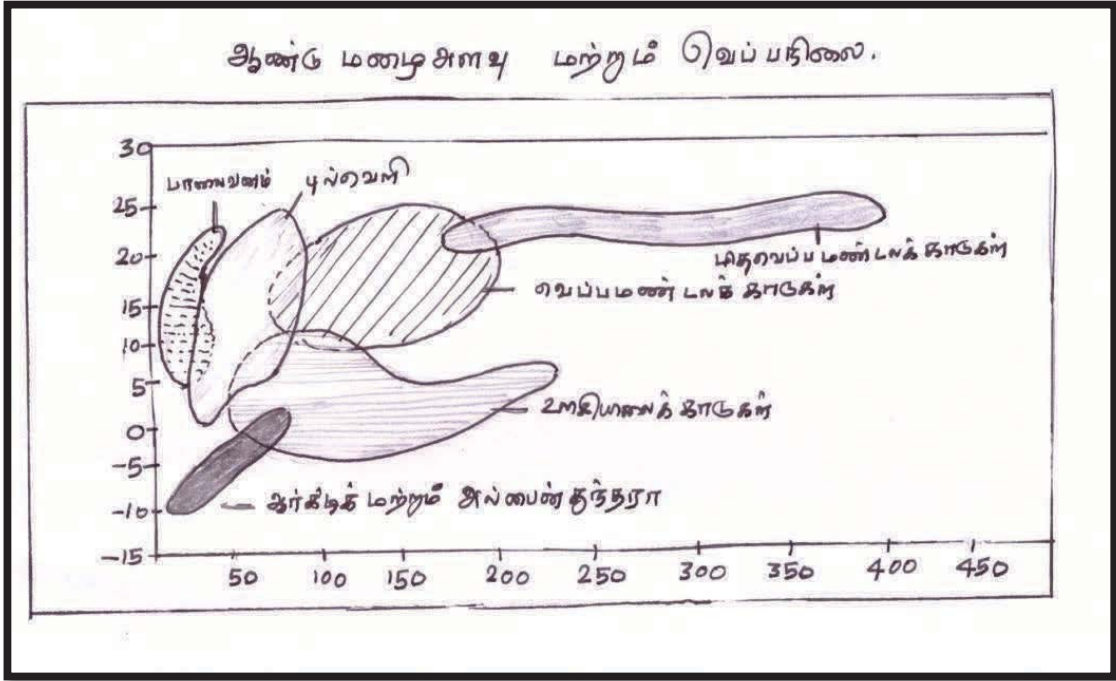 ஆண்டு மழைஅளவு மற்றும் வெப்பநிலை.
30
25
20
15
10
5
0
-5
-10
-15
பாலைவனம்
புல்வெளி
மிதவெப்பமண்டலக் காடுகள்
வெப்பமண்டலக் காடுகள்
ஊசியிலைக் காடுகள்
ஆர்க்டிக் மற்றும் அல்பைன் தந்தரா
50 100 150 200 250 300 350 400 450